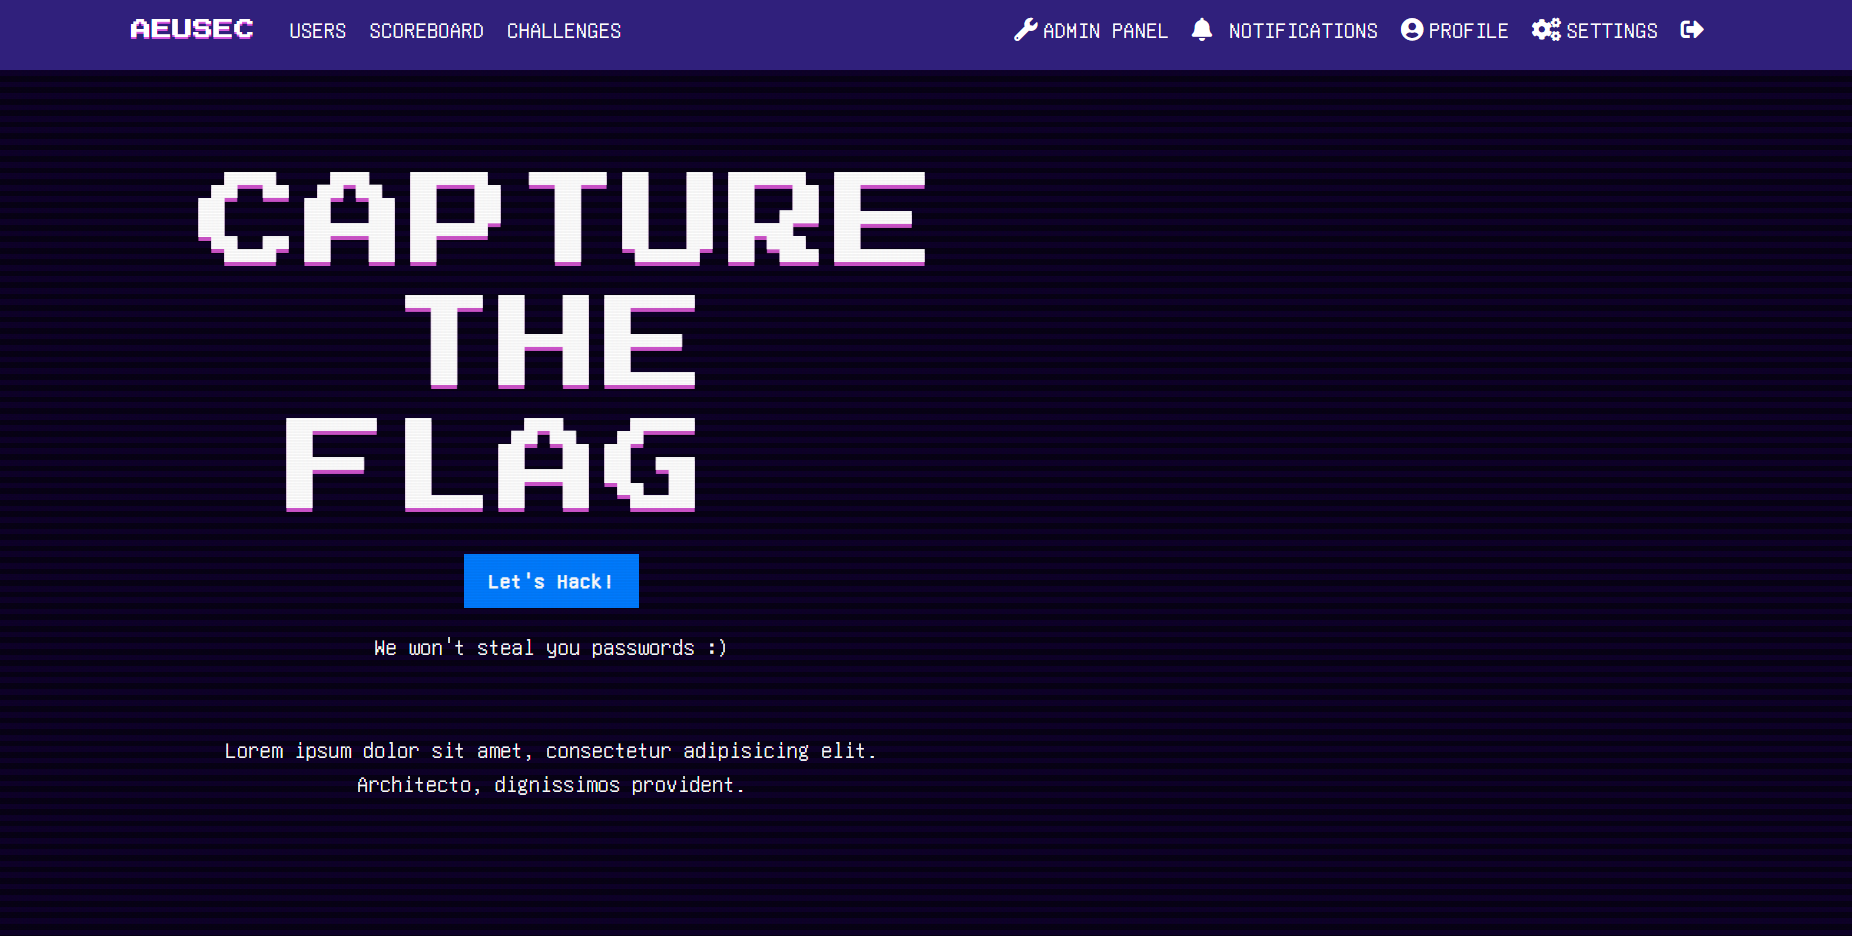 AEUSEC USERS SCOREBOARD CHALLENGES ADMIN PANEL NOTIFICATIONS PROFILE SETTINGS
CAPTURE
THE
FLAG
Let's Hack!
We won't steal you passwords :)
Lorem ipsum dolor sit amet, consectetur adipisicing elit.
Architecto, dignissimos provident.